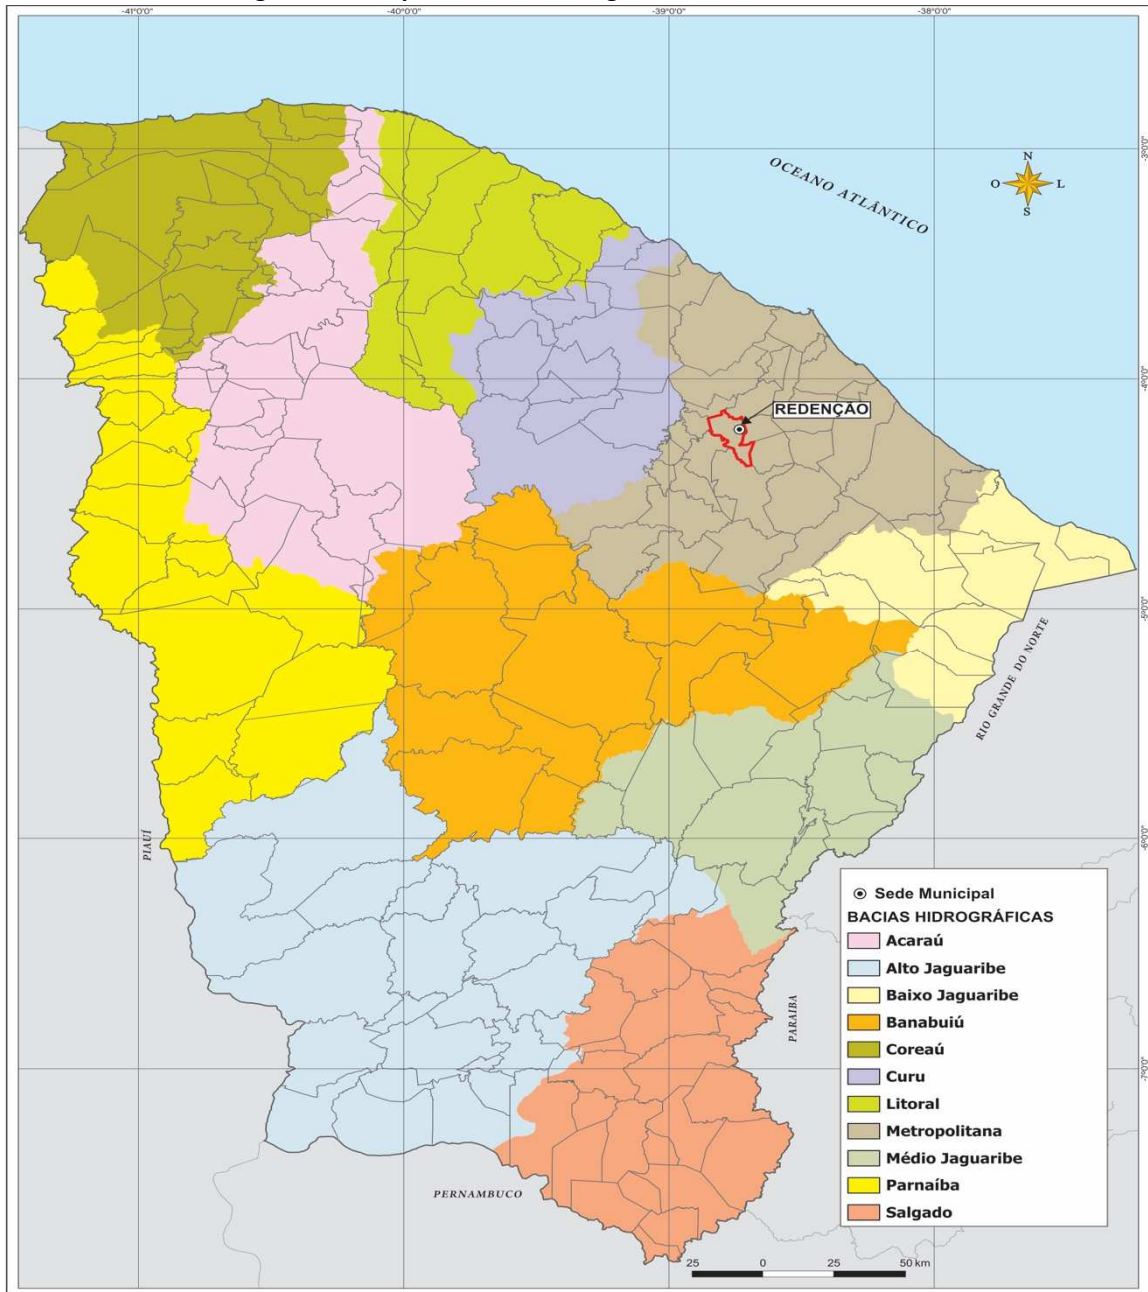 -41°0'0"
-40°0'0"
-39°0'0"
-38°0'0"
-3°0'0"
OCEANO ATLÂNTICO
N
O
L
S
-4°0'0"
REDENÇÃO
-5°0'0"
RIO GRANDE DO NORTE
PIAUÍ
-6°0'0"
Sede Municipal
BACIAS HIDROGRÁFICAS
Acaraú
Alto Jaguaribe
Baixo Jaguaribe
Banabuiú
Coreaú
Curu
Litoral
Metropolitana
Médio Jaguaribe
Parnaíba
Salgado
PARAIBA
-7°0'0"
PERNAMBUCO
25 0 25 50 km